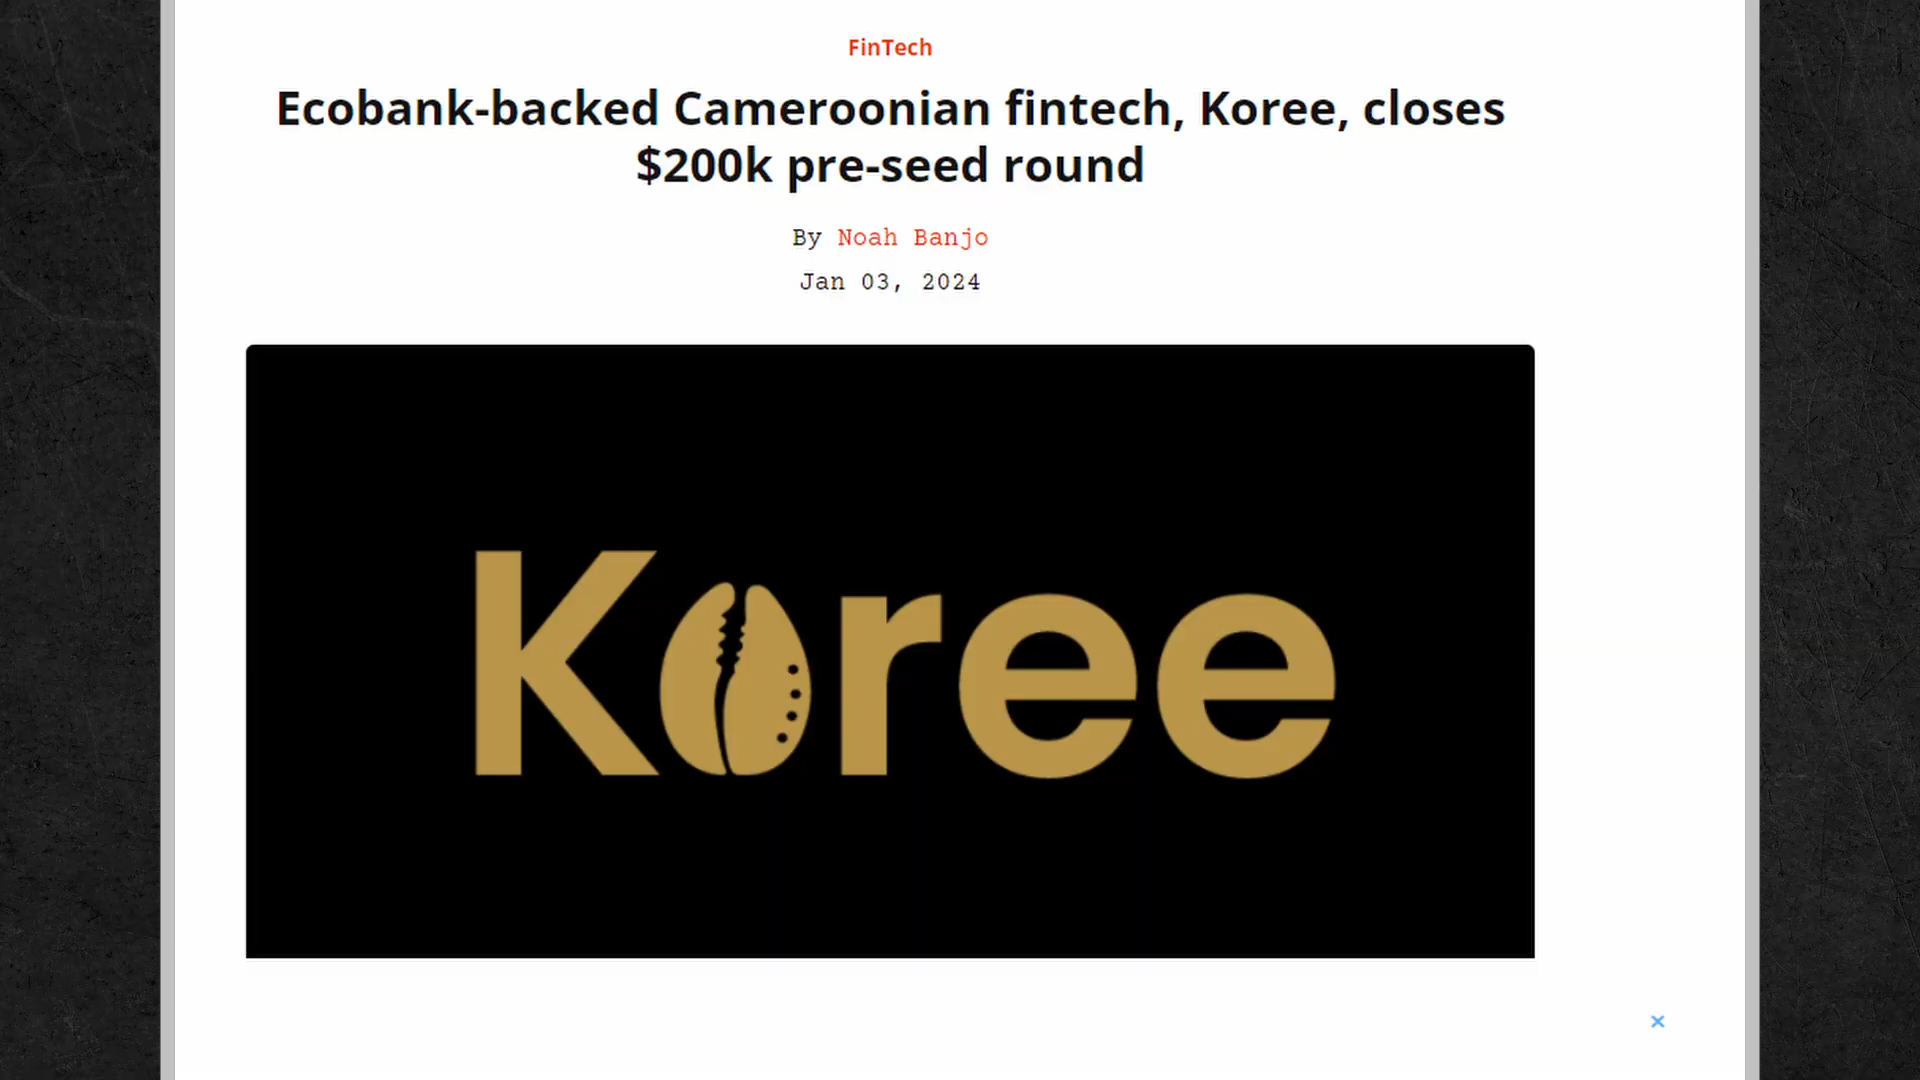 FinTech
Ecobank-backed Cameroonian fintech, Koree, closes
$200k pre-seed round
By Noah Banjo
Jan 03, 2024
Koree